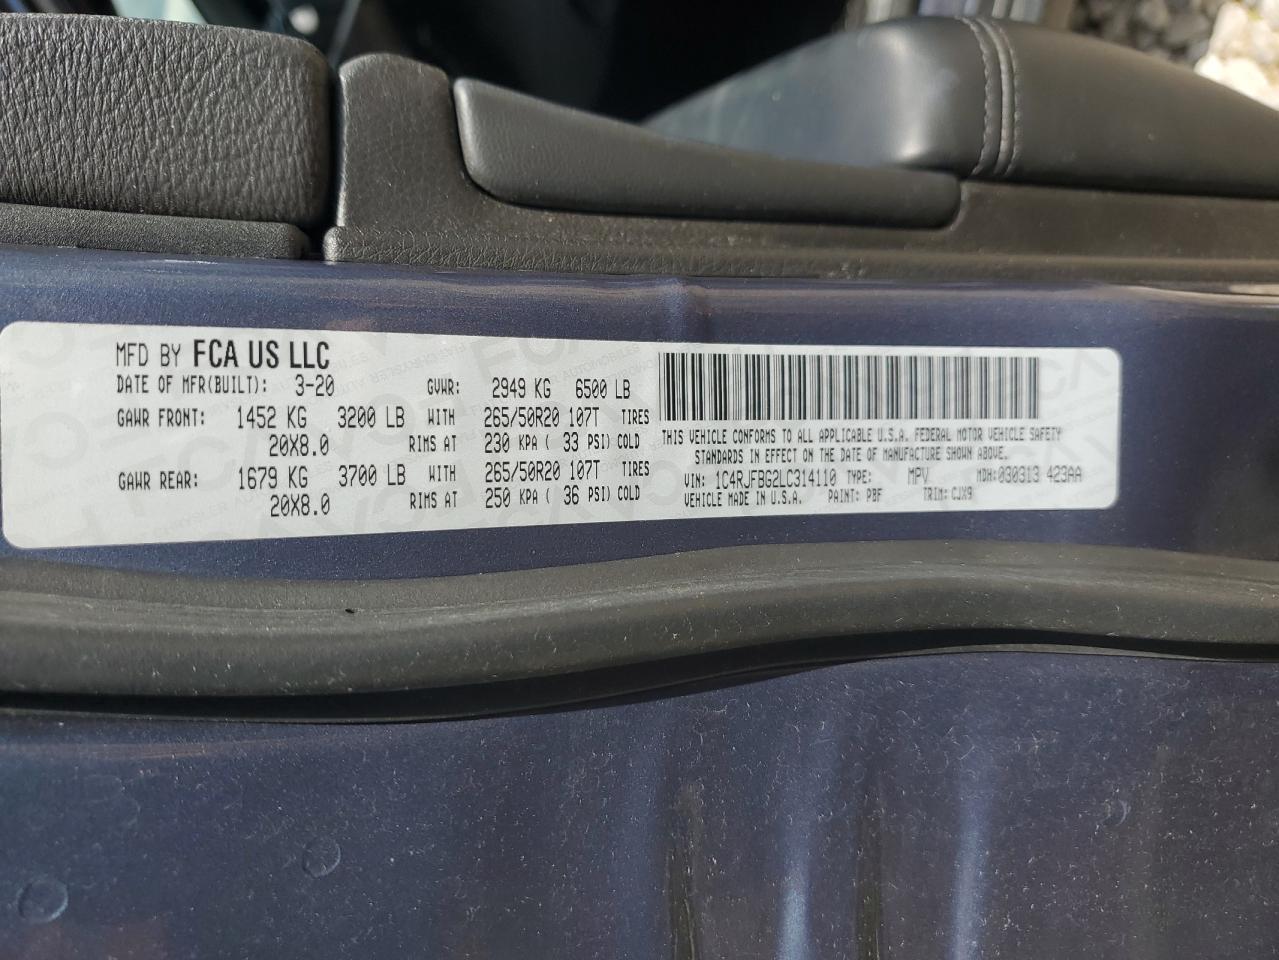 MFD BY FCA US LLC
DATE OF MFR(BUILT): 3-20 GVWR: 2949 KG 6500 LB
GAWR FRONT: 1452 KG 3200 LB WITH 265/50R20 107T TIRES
20X8.0 RIMS AT 230 KPA ( 33 PSI) COLD
GAWR REAR: 1679 KG 3700 LB WITH 265/50R20 107T TIRES
20X8.0 RIMS AT 250 KPA ( 36 PSI) COLD
THIS VEHICLE CONFORMS TO ALL APPLICABLE U.S.A. FEDERAL MOTOR VEHICLE SAFETY
STANDARDS IN EFFECT ON THE DATE OF MANUFACTURE SHOWN ABOVE.
VIN: 1C4RJFBG2LC314110 TYPE: MPV MDH:030313 423AA
VEHICLE MADE IN U.S.A. PAINT: PBF TRIM: CJX9